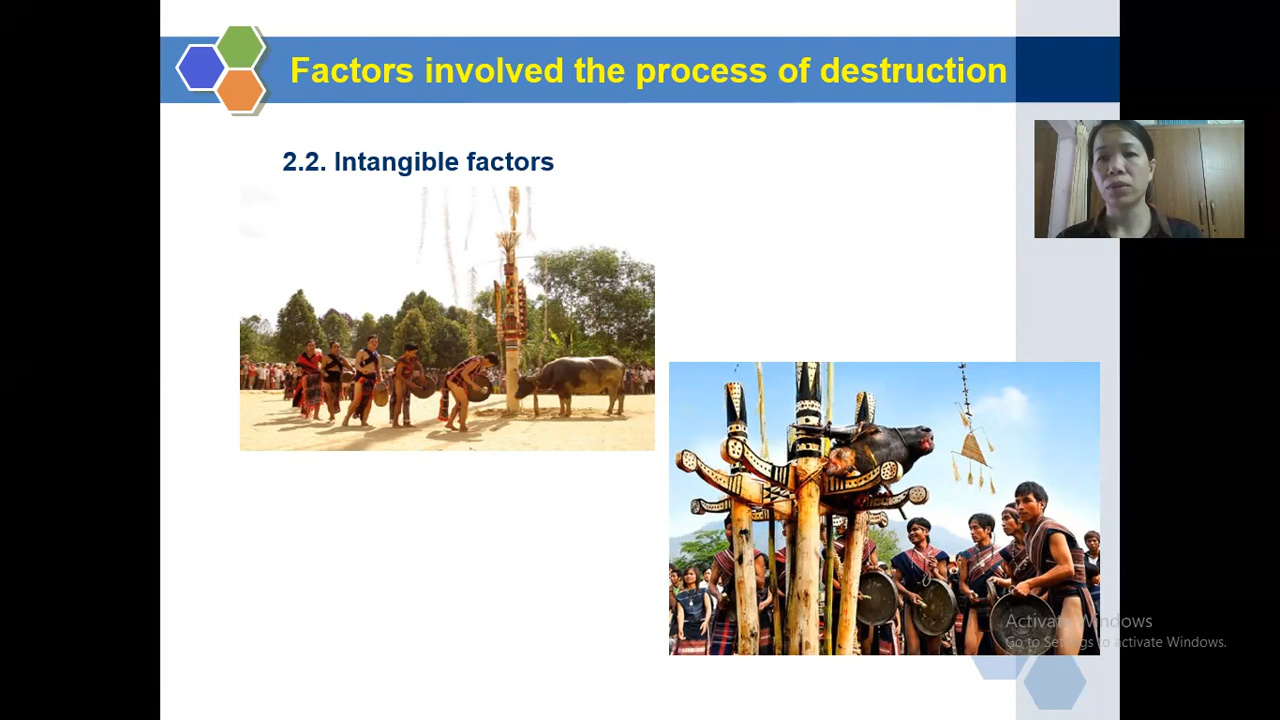 Factors involved the process of destruction
2.2. Intangible factors
Activate Windows
Go to Settings to activate Windows.